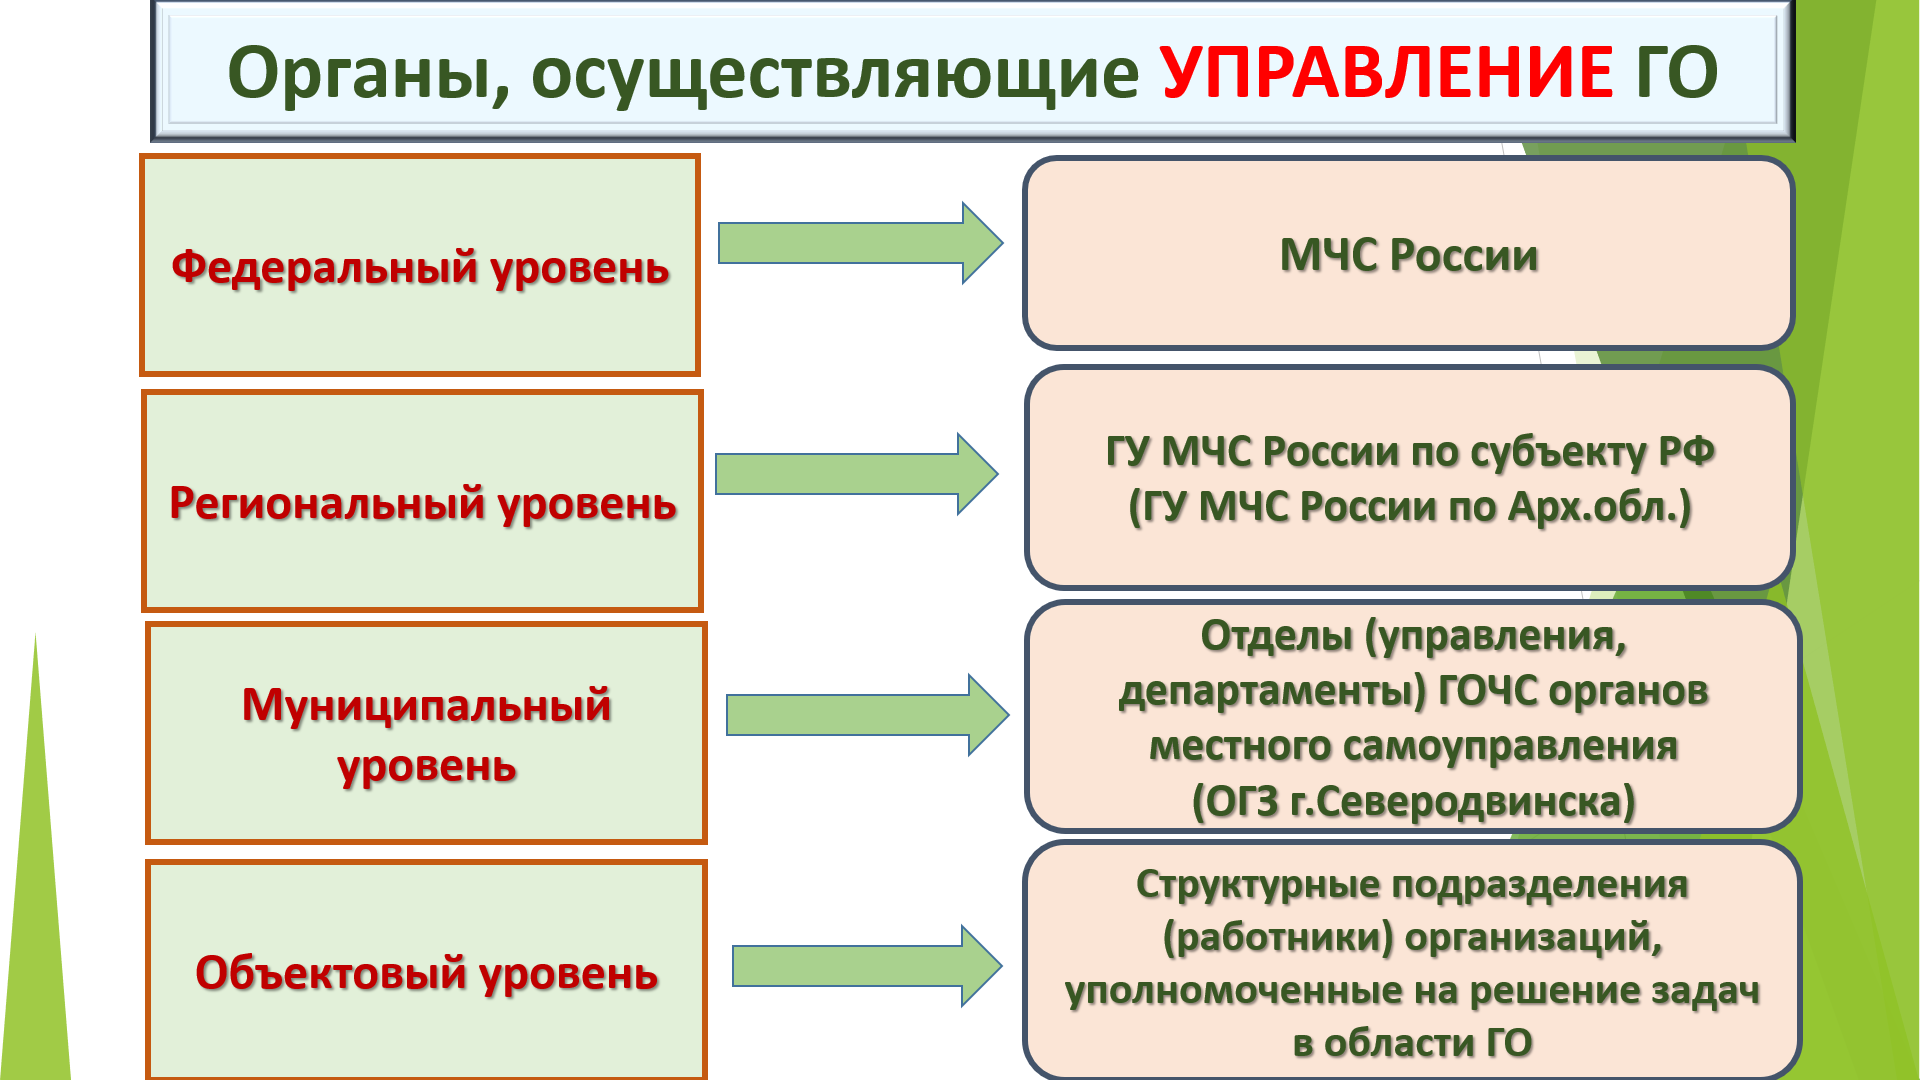 Органы, осуществляющие УПРАВЛЕНИЕ ГО
Федеральный уровень
МЧС России
Региональный уровень
ГУ МЧС России по субъекту РФ
(ГУ МЧС России по Арх.обл.)
Муниципальный
уровень
Отделы (управления,
департаменты) ГОЧС органов
местного самоуправления
(ОГЗ г.Северодвинска)
Объектовый уровень
Структурные подразделения
(работники) организаций,
уполномоченные на решение задач
в области ГО